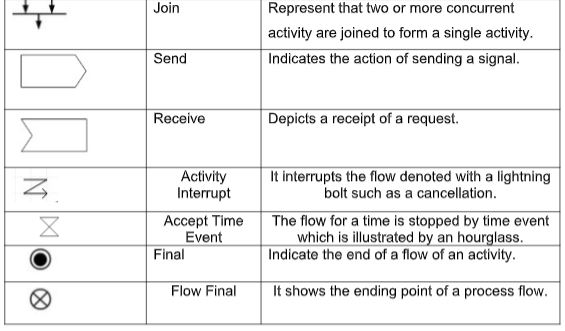 Join
Represent that two or more concurrent
activity are joined to form a single activity.
Send
Indicates the action of sending a signal.
Receive
Depicts a receipt of a request.
Activity
Interrupt
It interrupts the flow denoted with a lightning
bolt such as a cancellation.
Accept Time
Event
The flow for a time is stopped by time event
which is illustrated by an hourglass.
Final
Indicate the end of a flow of an activity.
Flow Final
It shows the ending point of a process flow.